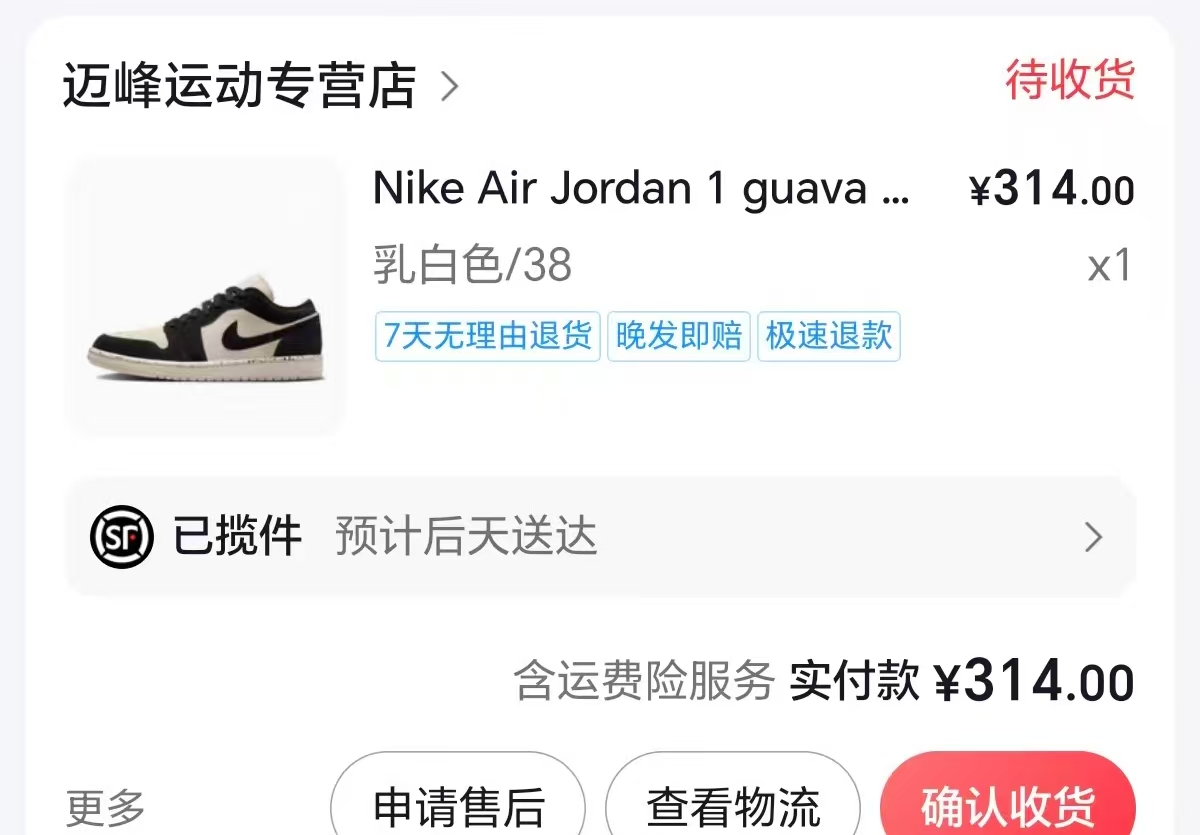 迈峰运动专营店 >
待收货
Nike Air Jordan 1 guava ... ¥314.00
乳白色/38 x1
7天无理由退货 晚发即赔 极速退款
SF 已揽件 预计后天送达 >
含运费险服务 实付款 ¥314.00
更多 申请售后 查看物流 确认收货